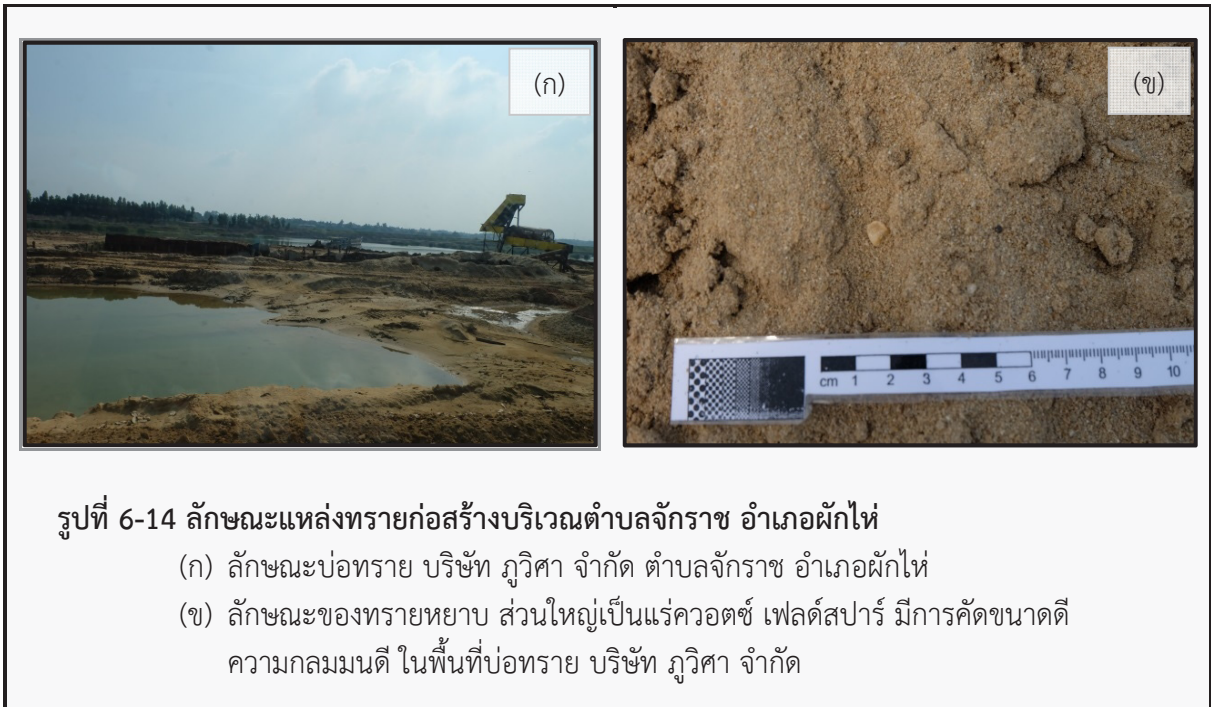 (ก)
(ข)
cm 1 2 3 4 5 6 7 8 9 10
รูปที่ 6-14 ลักษณะแหล่งทรายก่อสร้างบริเวณตำบลจักราช อำเภอผักไห่
(ก) ลักษณะบ่อทราย บริษัท ภูวิศา จำกัด ตำบลจักราช อำเภอผักไห่
(ข) ลักษณะของทรายหยาบ ส่วนใหญ่เป็นแร่ควอตซ์ เฟลด์สปาร์ มีการคัดขนาดดี
ความกลมมนดี ในพื้นที่บ่อทราย บริษัท ภูวิศา จำกัด